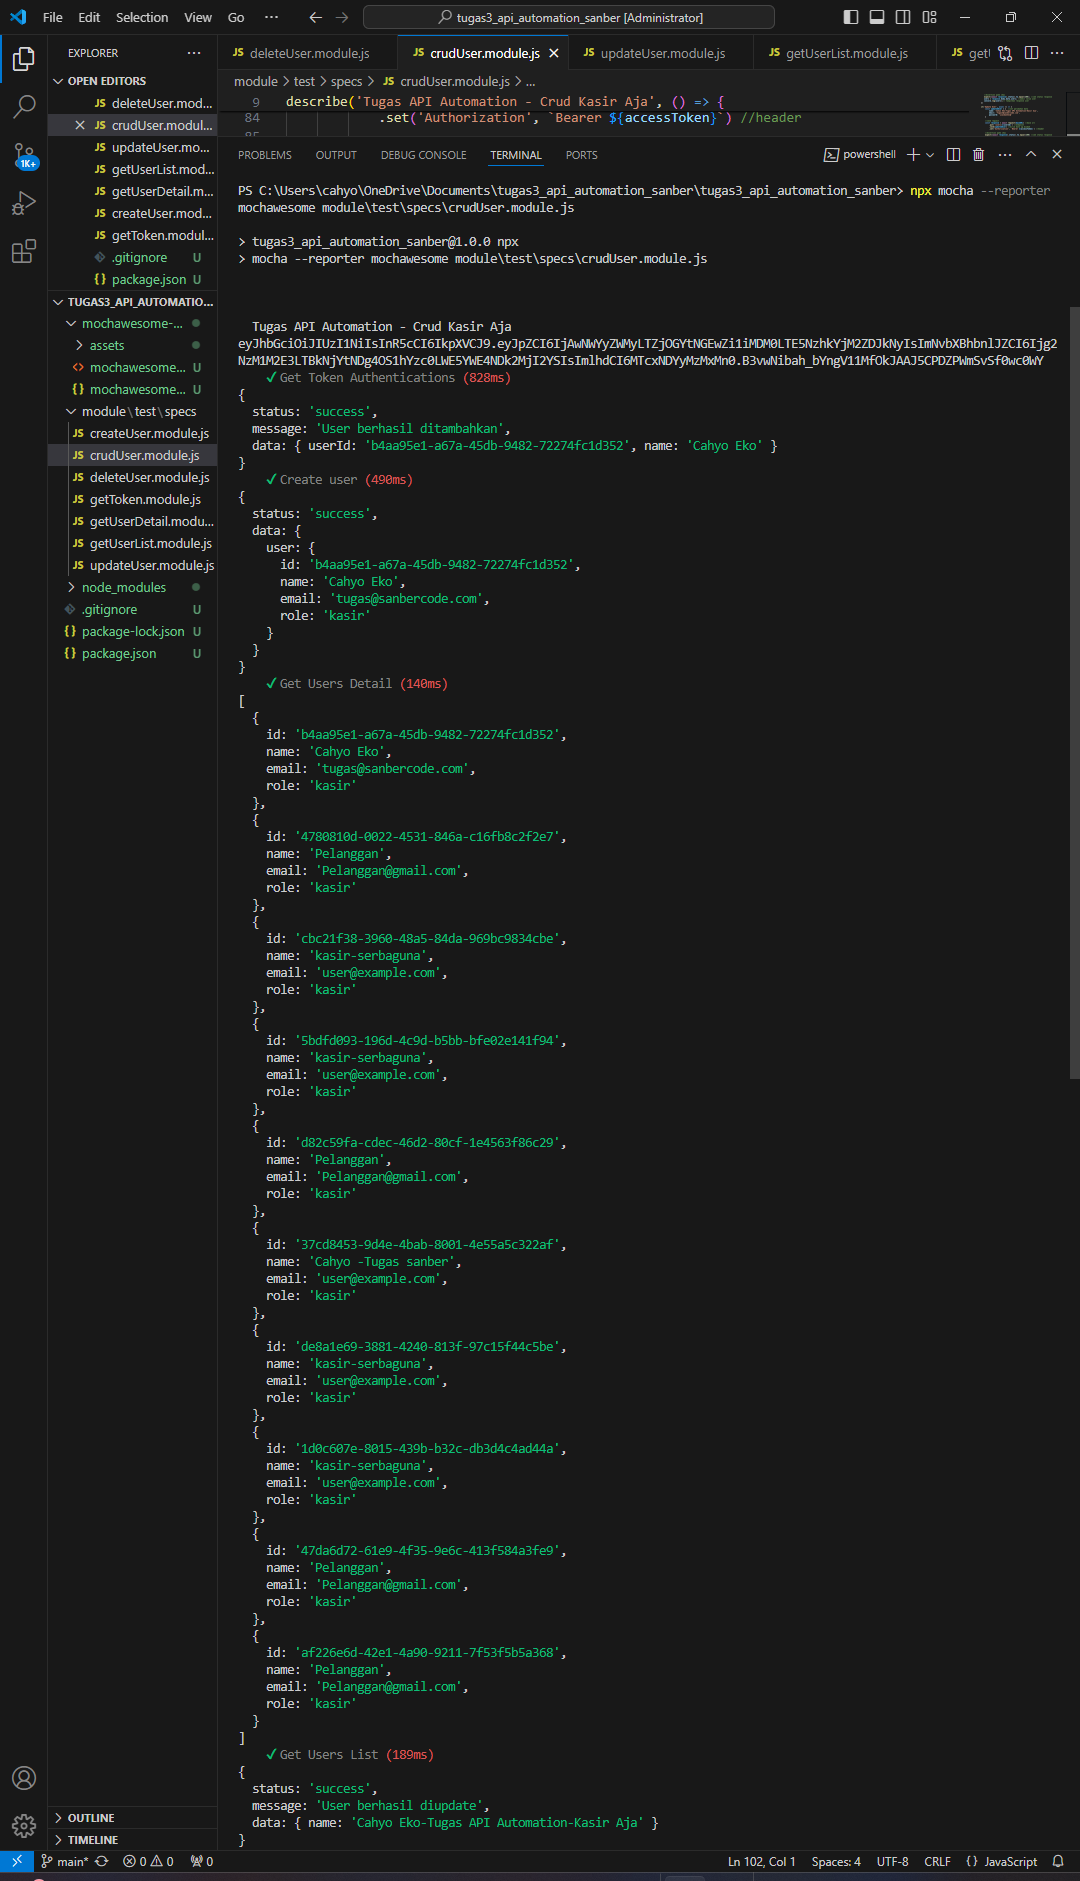 File Edit Selection View Go ··· tugas3_api_automation_sanber [Administrator]
EXPLORER
OPEN EDITORS
JS deleteUser.mod...
JS crudUser.modul...
JS updateUser.mo...
JS getUserList.mod...
JS getUserDetail.m...
JS createUser.mod...
JS getToken.modul...
.gitignore U
{} package.json U
TUGAS3_API_AUTOMATIO...
mochawesome-...
assets
<> mochawesome... U
{} mochawesome... U
module\test\specs
JS createUser.module.js
JS crudUser.module.js
JS deleteUser.module.js
JS getToken.module.js
JS getUserDetail.modu...
JS getUserList.module.js
JS updateUser.module.js
node_modules
.gitignore U
{} package-lock.json U
{} package.json U
OUTLINE
TIMELINE
1K+
JS deleteUser.module.js JS crudUser.module.js JS updateUser.module.js JS getUserList.module.js JS get
module > test > specs > JS crudUser.module.js > ...
9 describe('Tugas API Automation - Crud Kasir Aja', () => {
84 .set('Authorization', `Bearer ${accessToken}`) //header
PROBLEMS OUTPUT DEBUG CONSOLE TERMINAL PORTS powershell
PS C:\Users\cahyo\OneDrive\Documents\tugas3_api_automation_sanber\tugas3_api_automation_sanber> npx mocha --reporter
mochawesome module\test\specs\crudUser.module.js
> tugas3_api_automation_sanber@1.0.0 npx
> mocha --reporter mochawesome module\test\specs\crudUser.module.js
Tugas API Automation - Crud Kasir Aja
✓ Get Token Authentications (828ms)
{
status: 'success',
message: 'User berhasil ditambahkan',
data: { userId: 'b4aa95e1-a67a-45db-9482-72274fc1d352', name: 'Cahyo Eko' }
}
✓ Create user (490ms)
{
status: 'success',
data: {
user: {
id: 'b4aa95e1-a67a-45db-9482-72274fc1d352',
name: 'Cahyo Eko',
email: 'tugas@sanbercode.com',
role: 'kasir'
}
}
}
✓ Get Users Detail (140ms)
[
{
id: 'b4aa95e1-a67a-45db-9482-72274fc1d352',
name: 'Cahyo Eko',
email: 'tugas@sanbercode.com',
role: 'kasir'
},
{
id: '4780810d-0022-4531-846a-c16fb8c2f2e7',
name: 'Pelanggan',
email: 'Pelanggan@gmail.com',
role: 'kasir'
},
{
id: 'cbc21f38-3960-48a5-84da-969bc9834cbe',
name: 'kasir-serbaguna',
email: 'user@example.com',
role: 'kasir'
},
{
id: '5bdfd093-196d-4c9d-b5bb-bfe02e141f94',
name: 'kasir-serbaguna',
email: 'user@example.com',
role: 'kasir'
},
{
id: 'd82c59fa-cdec-46d2-80cf-1e4563f86c29',
name: 'Pelanggan',
email: 'Pelanggan@gmail.com',
role: 'kasir'
},
{
id: '37cd8453-9d4e-4bab-8001-4e55a5c322af',
name: 'Cahyo -Tugas sanber',
email: 'user@example.com',
role: 'kasir'
},
{
id: 'de8a1e69-3881-4240-813f-97c15f44c5be',
name: 'kasir-serbaguna',
email: 'user@example.com',
role: 'kasir'
},
{
id: '1d0c607e-8015-439b-b32c-db3d4c4ad44a',
name: 'kasir-serbaguna',
email: 'user@example.com',
role: 'kasir'
},
{
id: '47da6d72-61e9-4f35-9e6c-413f584a3fe9',
name: 'Pelanggan',
email: 'Pelanggan@gmail.com',
role: 'kasir'
},
{
id: 'af226e6d-42e1-4a90-9211-7f53f5b5a368',
name: 'Pelanggan',
email: 'Pelanggan@gmail.com',
role: 'kasir'
}
]
✓ Get Users List (189ms)
{
status: 'success',
message: 'User berhasil diupdate',
data: { name: 'Cahyo Eko-Tugas API Automation-Kasir Aja' }
}
main* 0 0 0 Ln 102, Col 1 Spaces: 4 UTF-8 CRLF {} JavaScript